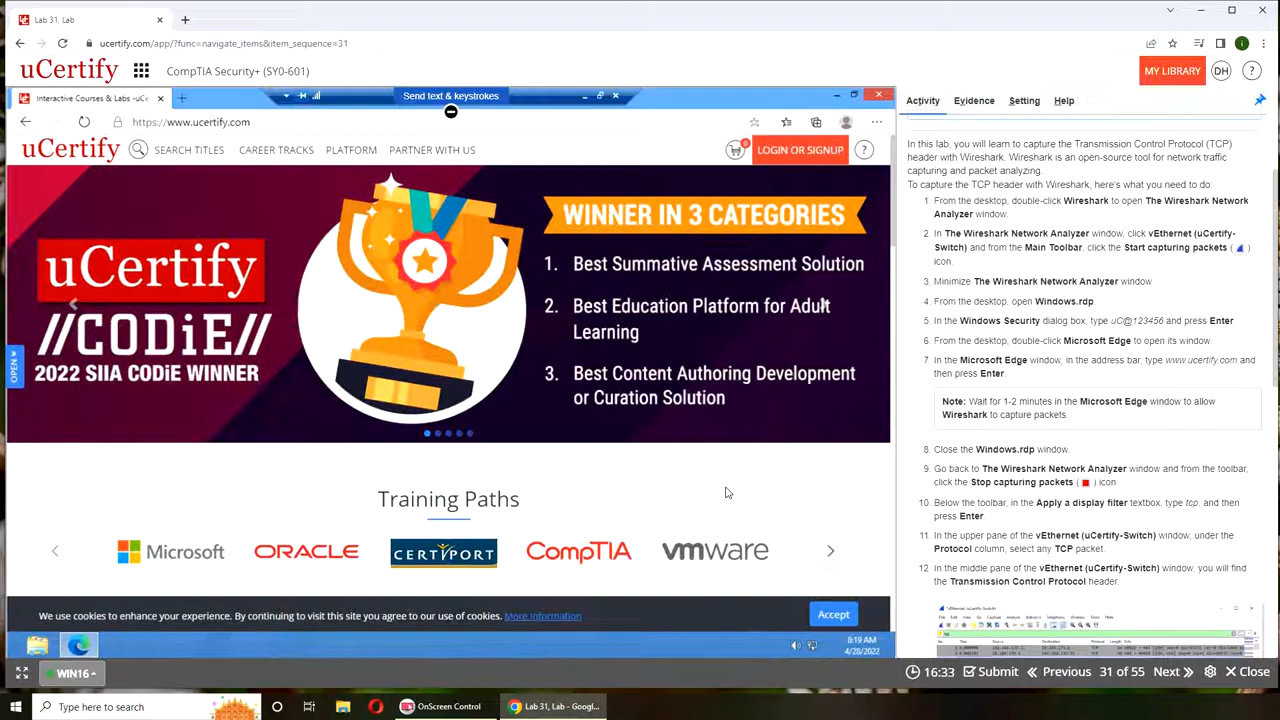 Lab 31, Lab
ucertify.com/app/?func=navigate_items&item_sequence=31
uCertify
CompTIA Security+ (SY0-601)
MY LIBRARY
DH
?
Interactive Courses & Labs -uCe
Send text & keystrokes
Activity
Evidence
Setting
Help
https://www.ucertify.com
uCertify
SEARCH TITLES
CAREER TRACKS
PLATFORM
PARTNER WITH US
0
LOGIN OR SIGNUP
?
uCertify
//CODiE//
2022 SIIA CODiE WINNER
OPEN
WINNER IN 3 CATEGORIES
1. Best Summative Assessment Solution
2. Best Education Platform for Adult
Learning
3. Best Content Authoring Development
or Curation Solution
Training Paths
Microsoft
ORACLE
CERTIPORT
CompTIA
vmware
We use cookies to enhance your experience. By continuing to visit this site you agree to our use of cookies. More Information
Accept
8:19 AM
4/28/2022
In this lab, you will learn to capture the Transmission Control Protocol (TCP)
header with Wireshark. Wireshark is an open-source tool for network traffic
capturing and packet analyzing.
To capture the TCP header with Wireshark, here's what you need to do.
1. From the desktop, double-click Wireshark to open The Wireshark Network
Analyzer window.
2. In The Wireshark Network Analyzer window, click vEthernet (uCertify-
Switch) and from the Main Toolbar, click the Start capturing packets ( )
icon.
3. Minimize The Wireshark Network Analyzer window
4. From the desktop, open Windows.rdp.
5. In the Windows Security dialog box, type uC@123456 and press Enter.
6. From the desktop, double-click Microsoft Edge to open its window.
7. In the Microsoft Edge window, in the address bar, type www.ucertify.com and
then press Enter.
Note: Wait for 1-2 minutes in the Microsoft Edge window to allow
Wireshark to capture packets.
8. Close the Windows.rdp window.
9. Go back to The Wireshark Network Analyzer window and from the toolbar,
click the Stop capturing packets ( ) icon
10. Below the toolbar, in the Apply a display filter textbox, type tcp. and then
press Enter.
11. In the upper pane of the vEthernet (uCertify-Switch) window, under the
Protocol column, select any TCP packet.
12. In the middle pane of the vEthernet (uCertify-Switch) window, you will find
the Transmission Control Protocol header.
WIN16
16:33
Submit
Previous
31 of 55
Next
Close
Type here to search
OnScreen Control
Lab 31, Lab - Googl...